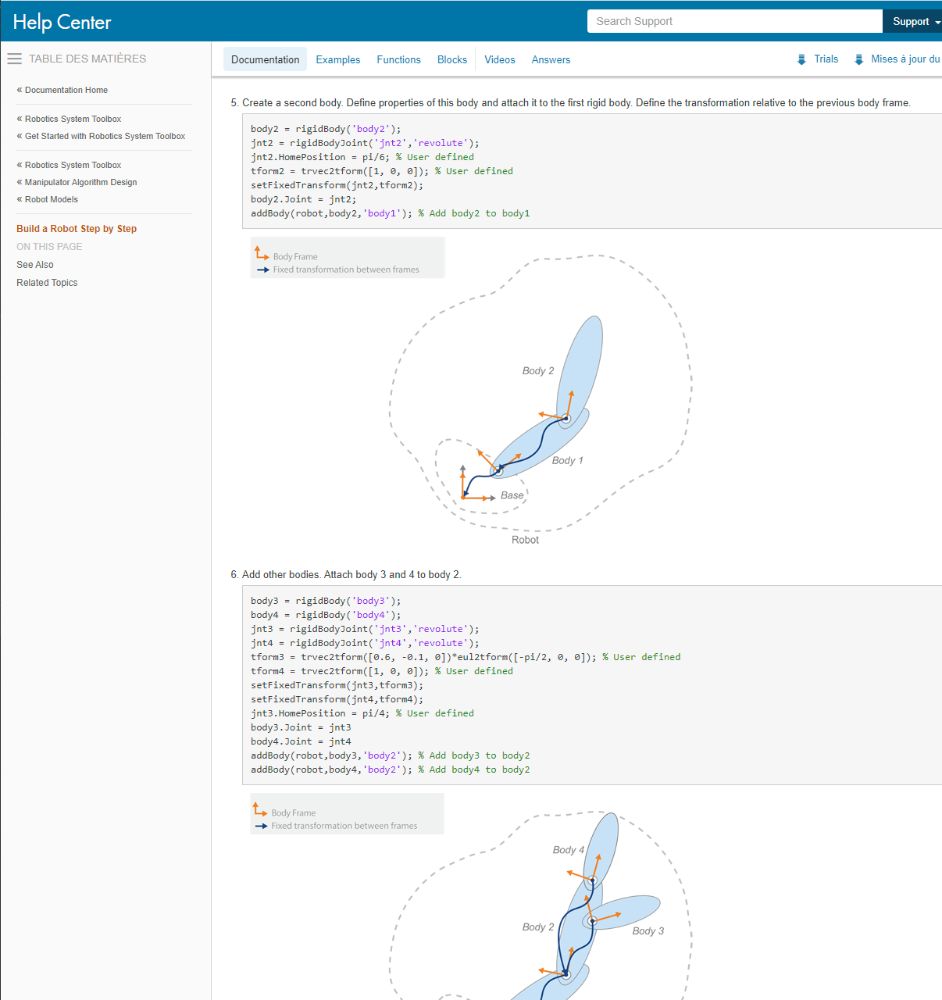 Help Center
Search Support
Support
TABLE DES MATIÈRES
Documentation
Examples
Functions
Blocks
Videos
Answers
Trials
Mises à jour du
« Documentation Home
« Robotics System Toolbox
« Get Started with Robotics System Toolbox
« Robotics System Toolbox
« Manipulator Algorithm Design
« Robot Models
Build a Robot Step by Step
ON THIS PAGE
See Also
Related Topics
5. Create a second body. Define properties of this body and attach it to the first rigid body. Define the transformation relative to the previous body frame.
body2 = rigidBody('body2');
jnt2 = rigidBodyJoint('jnt2','revolute');
jnt2.HomePosition = pi/6; % User defined
tform2 = trvec2tform([1, 0, 0]); % User defined
setFixedTransform(jnt2,tform2);
body2.Joint = jnt2;
addBody(robot,body2,'body1'); % Add body2 to body1
Body Frame
Fixed transformation between frames
Body 2
Body 1
Base
Robot
6. Add other bodies. Attach body 3 and 4 to body 2.
body3 = rigidBody('body3');
body4 = rigidBody('body4');
jnt3 = rigidBodyJoint('jnt3','revolute');
jnt4 = rigidBodyJoint('jnt4','revolute');
tform3 = trvec2tform([0.6, -0.1, 0])*eul2tform([-pi/2, 0, 0]); % User defined
tform4 = trvec2tform([1, 0, 0]); % User defined
setFixedTransform(jnt3,tform3);
setFixedTransform(jnt4,tform4);
jnt3.HomePosition = pi/4; % User defined
body3.Joint = jnt3
body4.Joint = jnt4
addBody(robot,body3,'body2'); % Add body3 to body2
addBody(robot,body4,'body2'); % Add body4 to body2
Body Frame
Fixed transformation between frames
Body 4
Body 2
Body 3